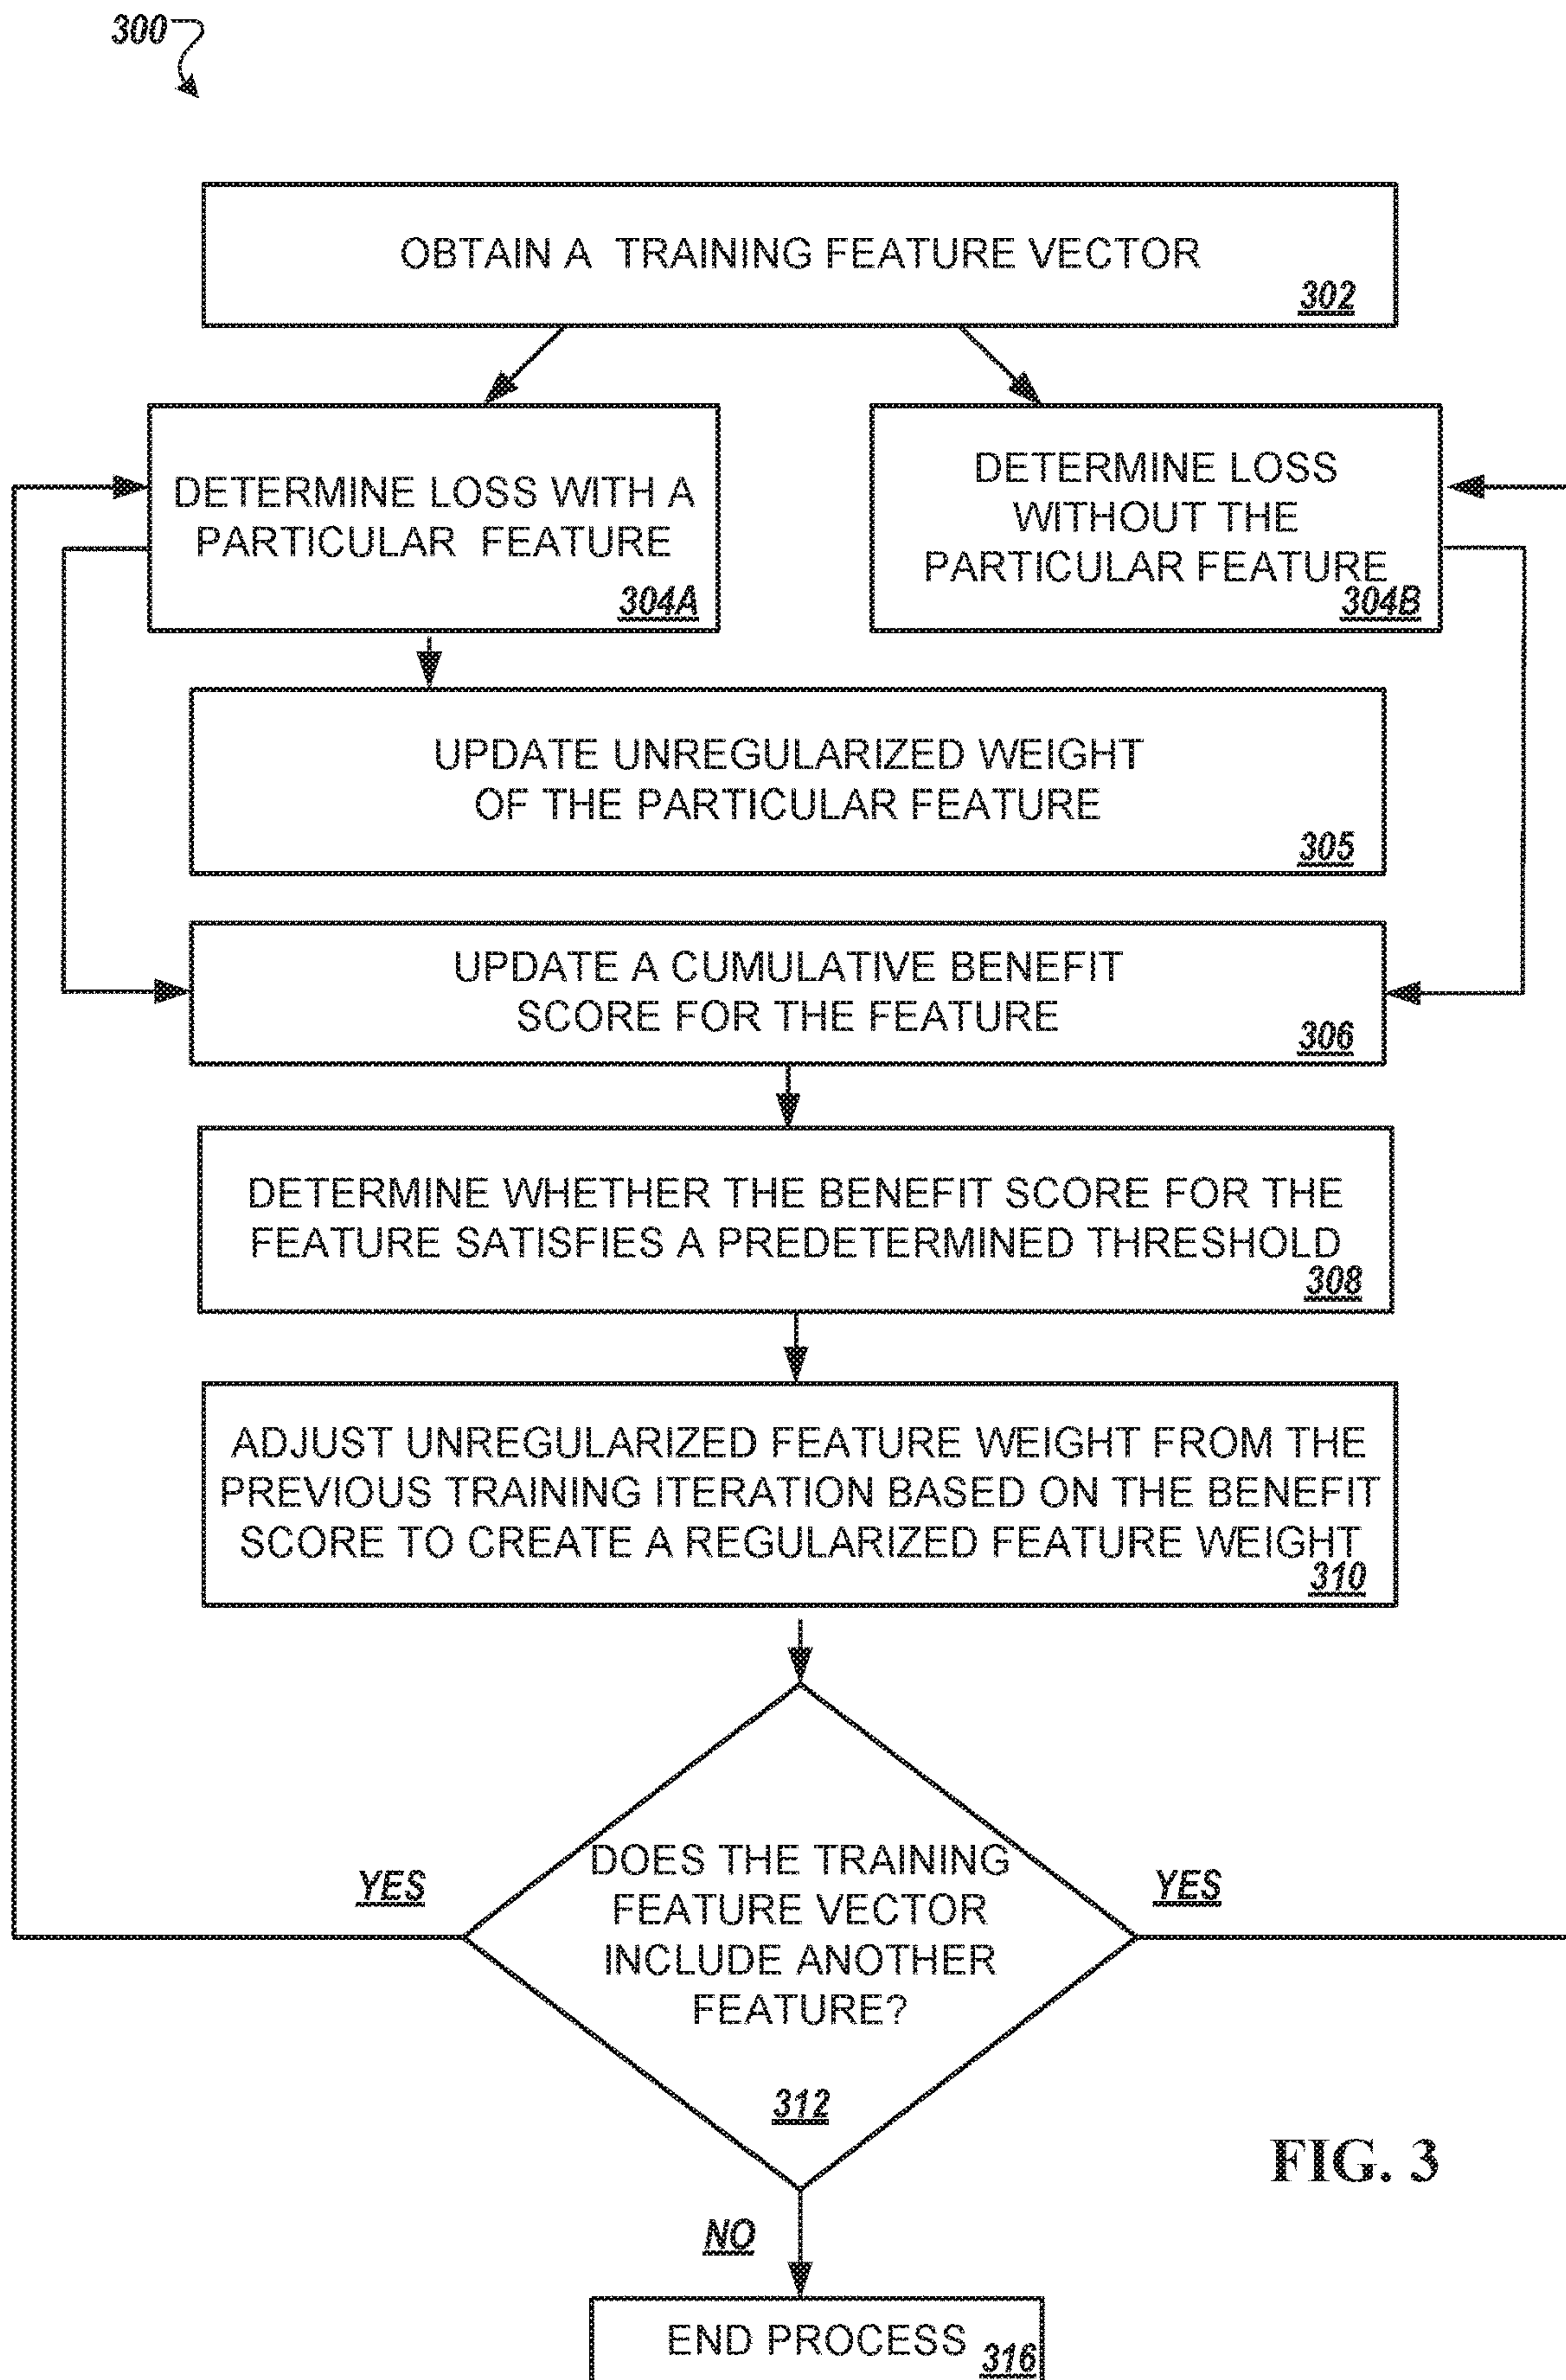 300
OBTAIN A TRAINING FEATURE VECTOR
302
DETERMINE LOSS WITH A
PARTICULAR FEATURE
304A
DETERMINE LOSS
WITHOUT THE
PARTICULAR FEATURE
304B
UPDATE UNREGULARIZED WEIGHT
OF THE PARTICULAR FEATURE
305
UPDATE A CUMULATIVE BENEFIT
SCORE FOR THE FEATURE
306
DETERMINE WHETHER THE BENEFIT SCORE FOR THE
FEATURE SATISFIES A PREDETERMINED THRESHOLD
308
ADJUST UNREGULARIZED FEATURE WEIGHT FROM THE
PREVIOUS TRAINING ITERATION BASED ON THE BENEFIT
SCORE TO CREATE A REGULARIZED FEATURE WEIGHT
310
YES
DOES THE TRAINING
FEATURE VECTOR
INCLUDE ANOTHER
FEATURE?
312
YES
NO
END PROCESS
316
FIG. 3